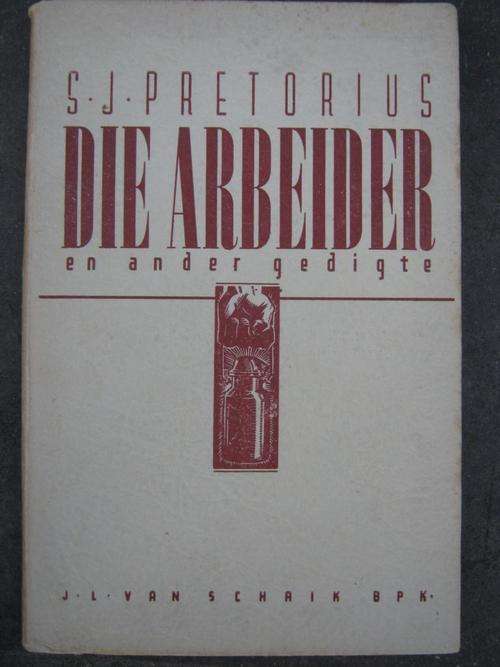 S·J·PRETORIUS
DIE ARBEIDER
en ander gedigte
J·L·VAN SCHAIK BPK·